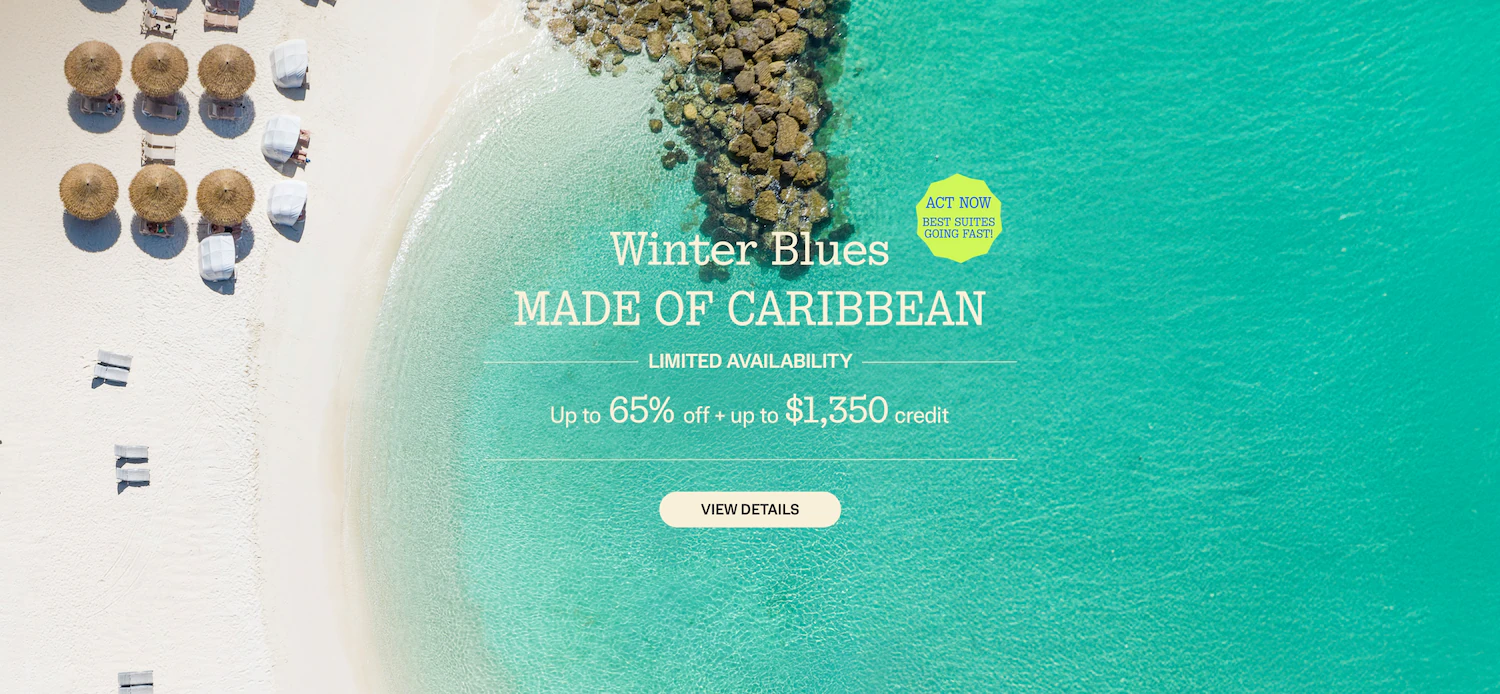 ACT NOW
BEST SUITES
GOING FAST!
Winter Blues
MADE OF CARIBBEAN
LIMITED AVAILABILITY
Up to 65% off + up to $1,350 credit
VIEW DETAILS